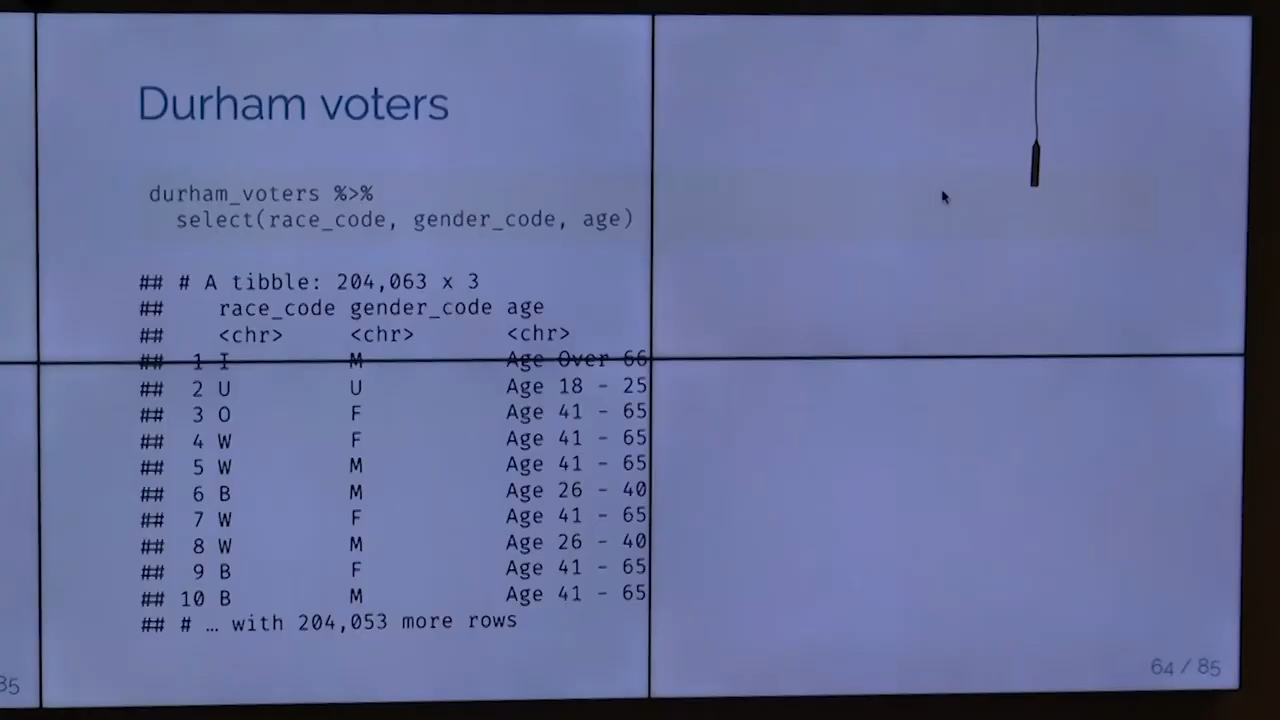 Durham voters
durham_voters %>%
select(race_code, gender_code, age)
## # A tibble: 204,063 x 3
## race_code gender_code age
## <chr> <chr> <chr>
## 1 I M Age Over 66
## 2 U U Age 18 - 25
## 3 O F Age 41 - 65
## 4 W F Age 41 - 65
## 5 W M Age 41 - 65
## 6 B M Age 26 - 40
## 7 W F Age 41 - 65
## 8 W M Age 26 - 40
## 9 B F Age 41 - 65
## 10 B M Age 41 - 65
## # … with 204,053 more rows
64 / 85
85